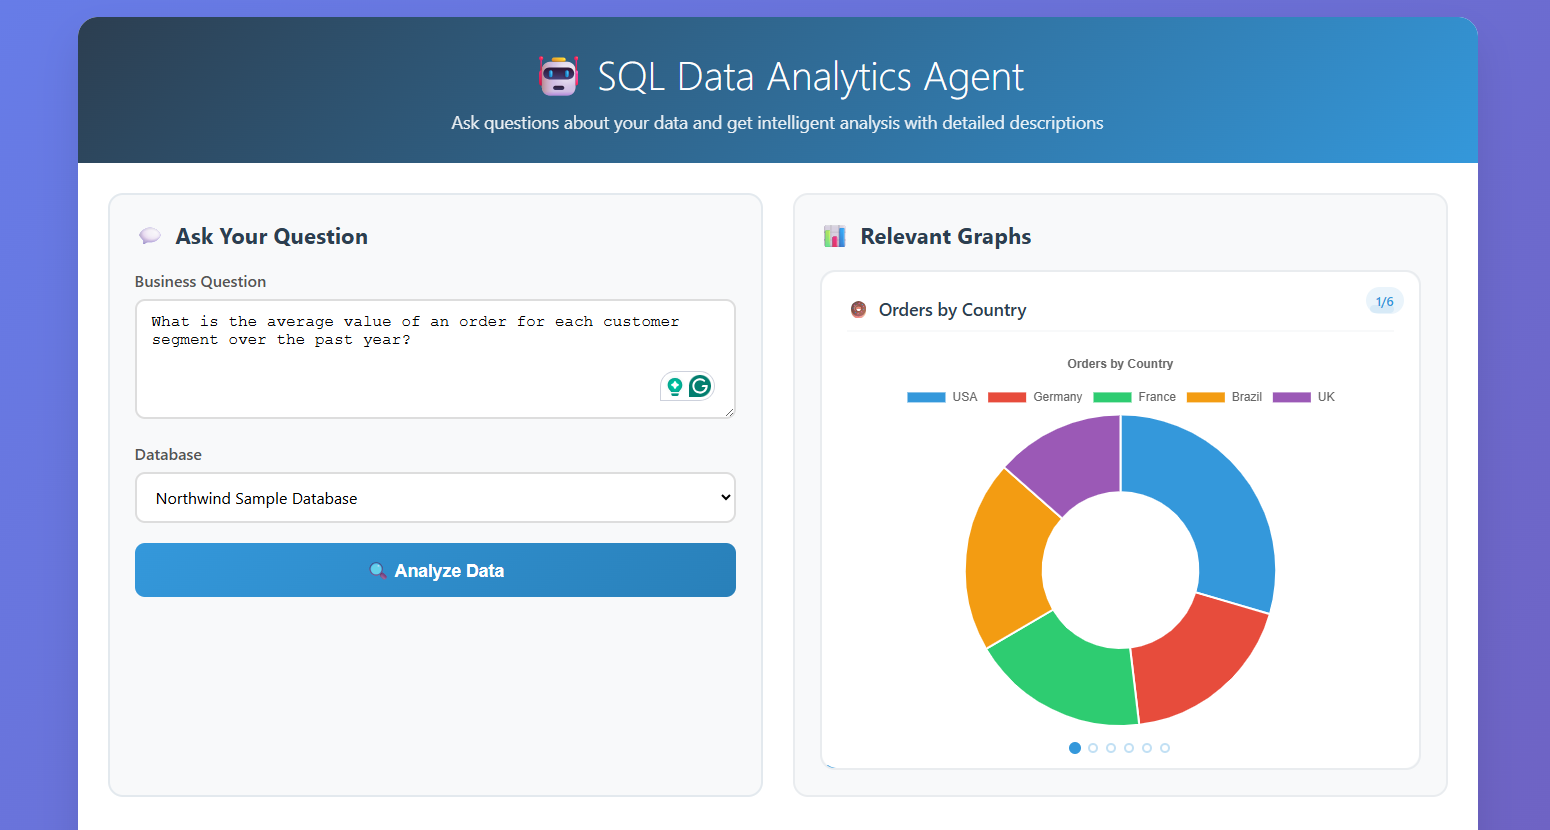 SQL Data Analytics Agent
Ask questions about your data and get intelligent analysis with detailed descriptions
Ask Your Question
Business Question
What is the average value of an order for each customer
segment over the past year?
Database
Northwind Sample Database
Analyze Data
Relevant Graphs
Orders by Country
1/6
Orders by Country
USA Germany France Brazil UK